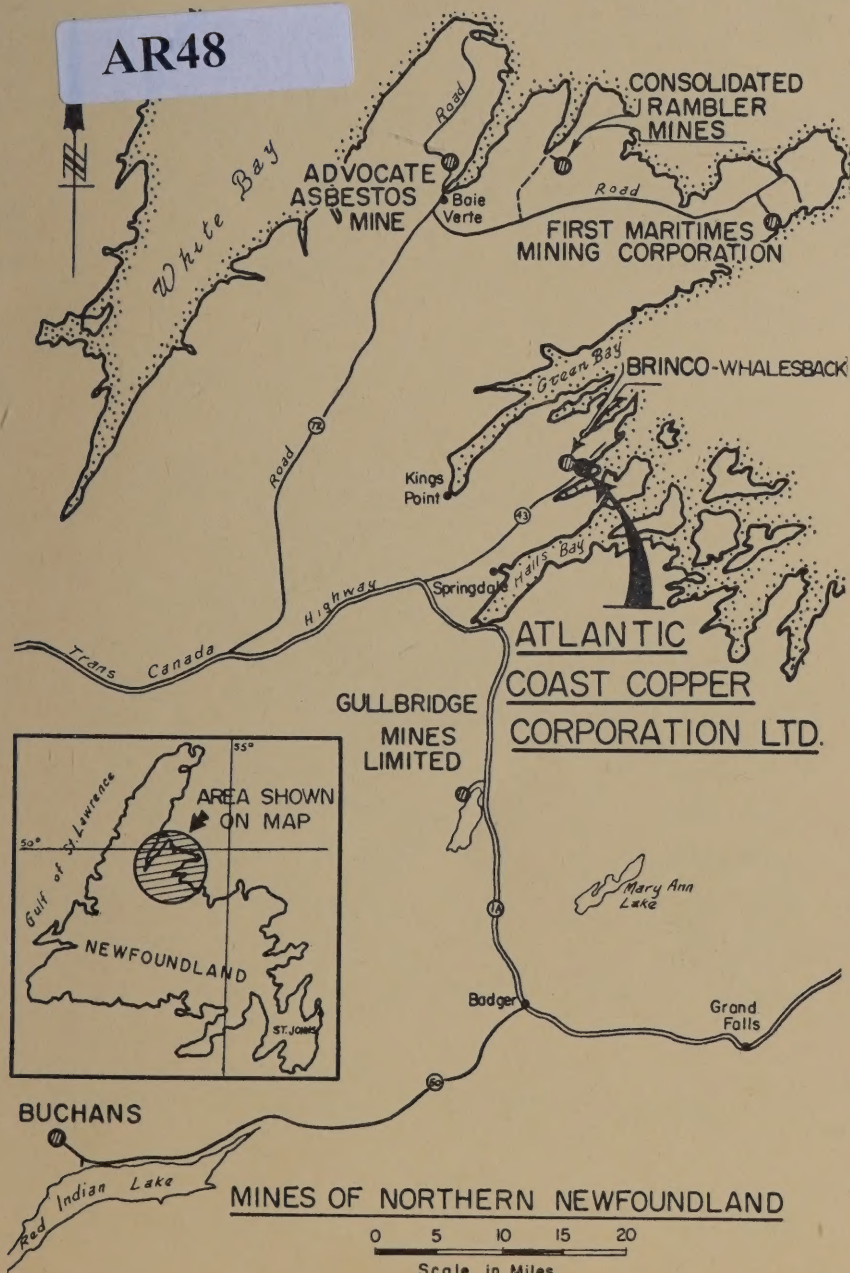 AR48
N
Road
CONSOLIDATED
RAMBLER
MINES
ADVOCATE
ASBESTOS
MINE
Baie
Verte
Road
FIRST MARITIMES
MINING CORPORATION
White Bay
Green Bay
BRINCO-WHALESBACK
Road
72
Kings
Point
43
Springdale
Halls Bay
Trans Canada Highway
ATLANTIC
COAST COPPER
CORPORATION LTD.
GULLBRIDGE
MINES
LIMITED
55°
AREA SHOWN
ON MAP
50°
Gulf of St. Lawrence
NEWFOUNDLAND
ST. JOHNS
Mary Ann
Lake
1A
Badger
Grand
Falls
50
BUCHANS
Red Indian Lake
MINES OF NORTHERN NEWFOUNDLAND
0 5 10 15 20
Scale in Miles